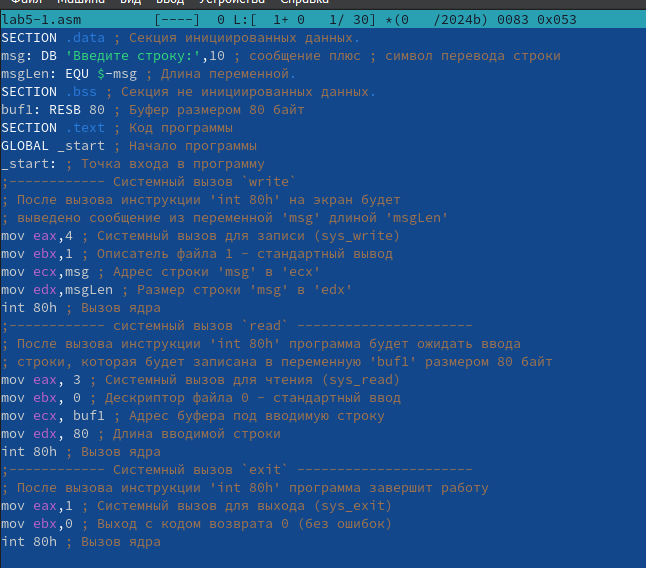 Файл Машина Вид Ввод Устройства Справка
lab5-1.asm [----] 0 L:[ 1+ 0 1/ 30] *(0 /2024b) 0083 0x053
SECTION .data ; Секция инициированных данных.
msg: DB 'Введите строку:',10 ; сообщение плюс ; символ перевода строки
msgLen: EQU $-msg ; Длина переменной.
SECTION .bss ; Секция не инициированных данных.
buf1: RESB 80 ; Буфер размером 80 байт
SECTION .text ; Код программы
GLOBAL _start ; Начало программы
_start: ; Точка входа в программу
;------------ Системный вызов `write`
; После вызова инструкции 'int 80h' на экран будет
; выведено сообщение из переменной 'msg' длиной 'msgLen'
mov eax,4 ; Системный вызов для записи (sys_write)
mov ebx,1 ; Описатель файла 1 - стандартный вывод
mov ecx,msg ; Адрес строки 'msg' в 'ecx'
mov edx,msgLen ; Размер строки 'msg' в 'edx'
int 80h ; Вызов ядра
;------------ системный вызов `read` ----------------------
; После вызова инструкции 'int 80h' программа будет ожидать ввода
; строки, которая будет записана в переменную 'buf1' размером 80 байт
mov eax, 3 ; Системный вызов для чтения (sys_read)
mov ebx, 0 ; Дескриптор файла 0 - стандартный ввод
mov ecx, buf1 ; Адрес буфера под вводимую строку
mov edx, 80 ; Длина вводимой строки
int 80h ; Вызов ядра
;------------ Системный вызов `exit` ----------------------
; После вызова инструкции 'int 80h' программа завершит работу
mov eax,1 ; Системный вызов для выхода (sys_exit)
mov ebx,0 ; Выход с кодом возврата 0 (без ошибок)
int 80h ; Вызов ядра